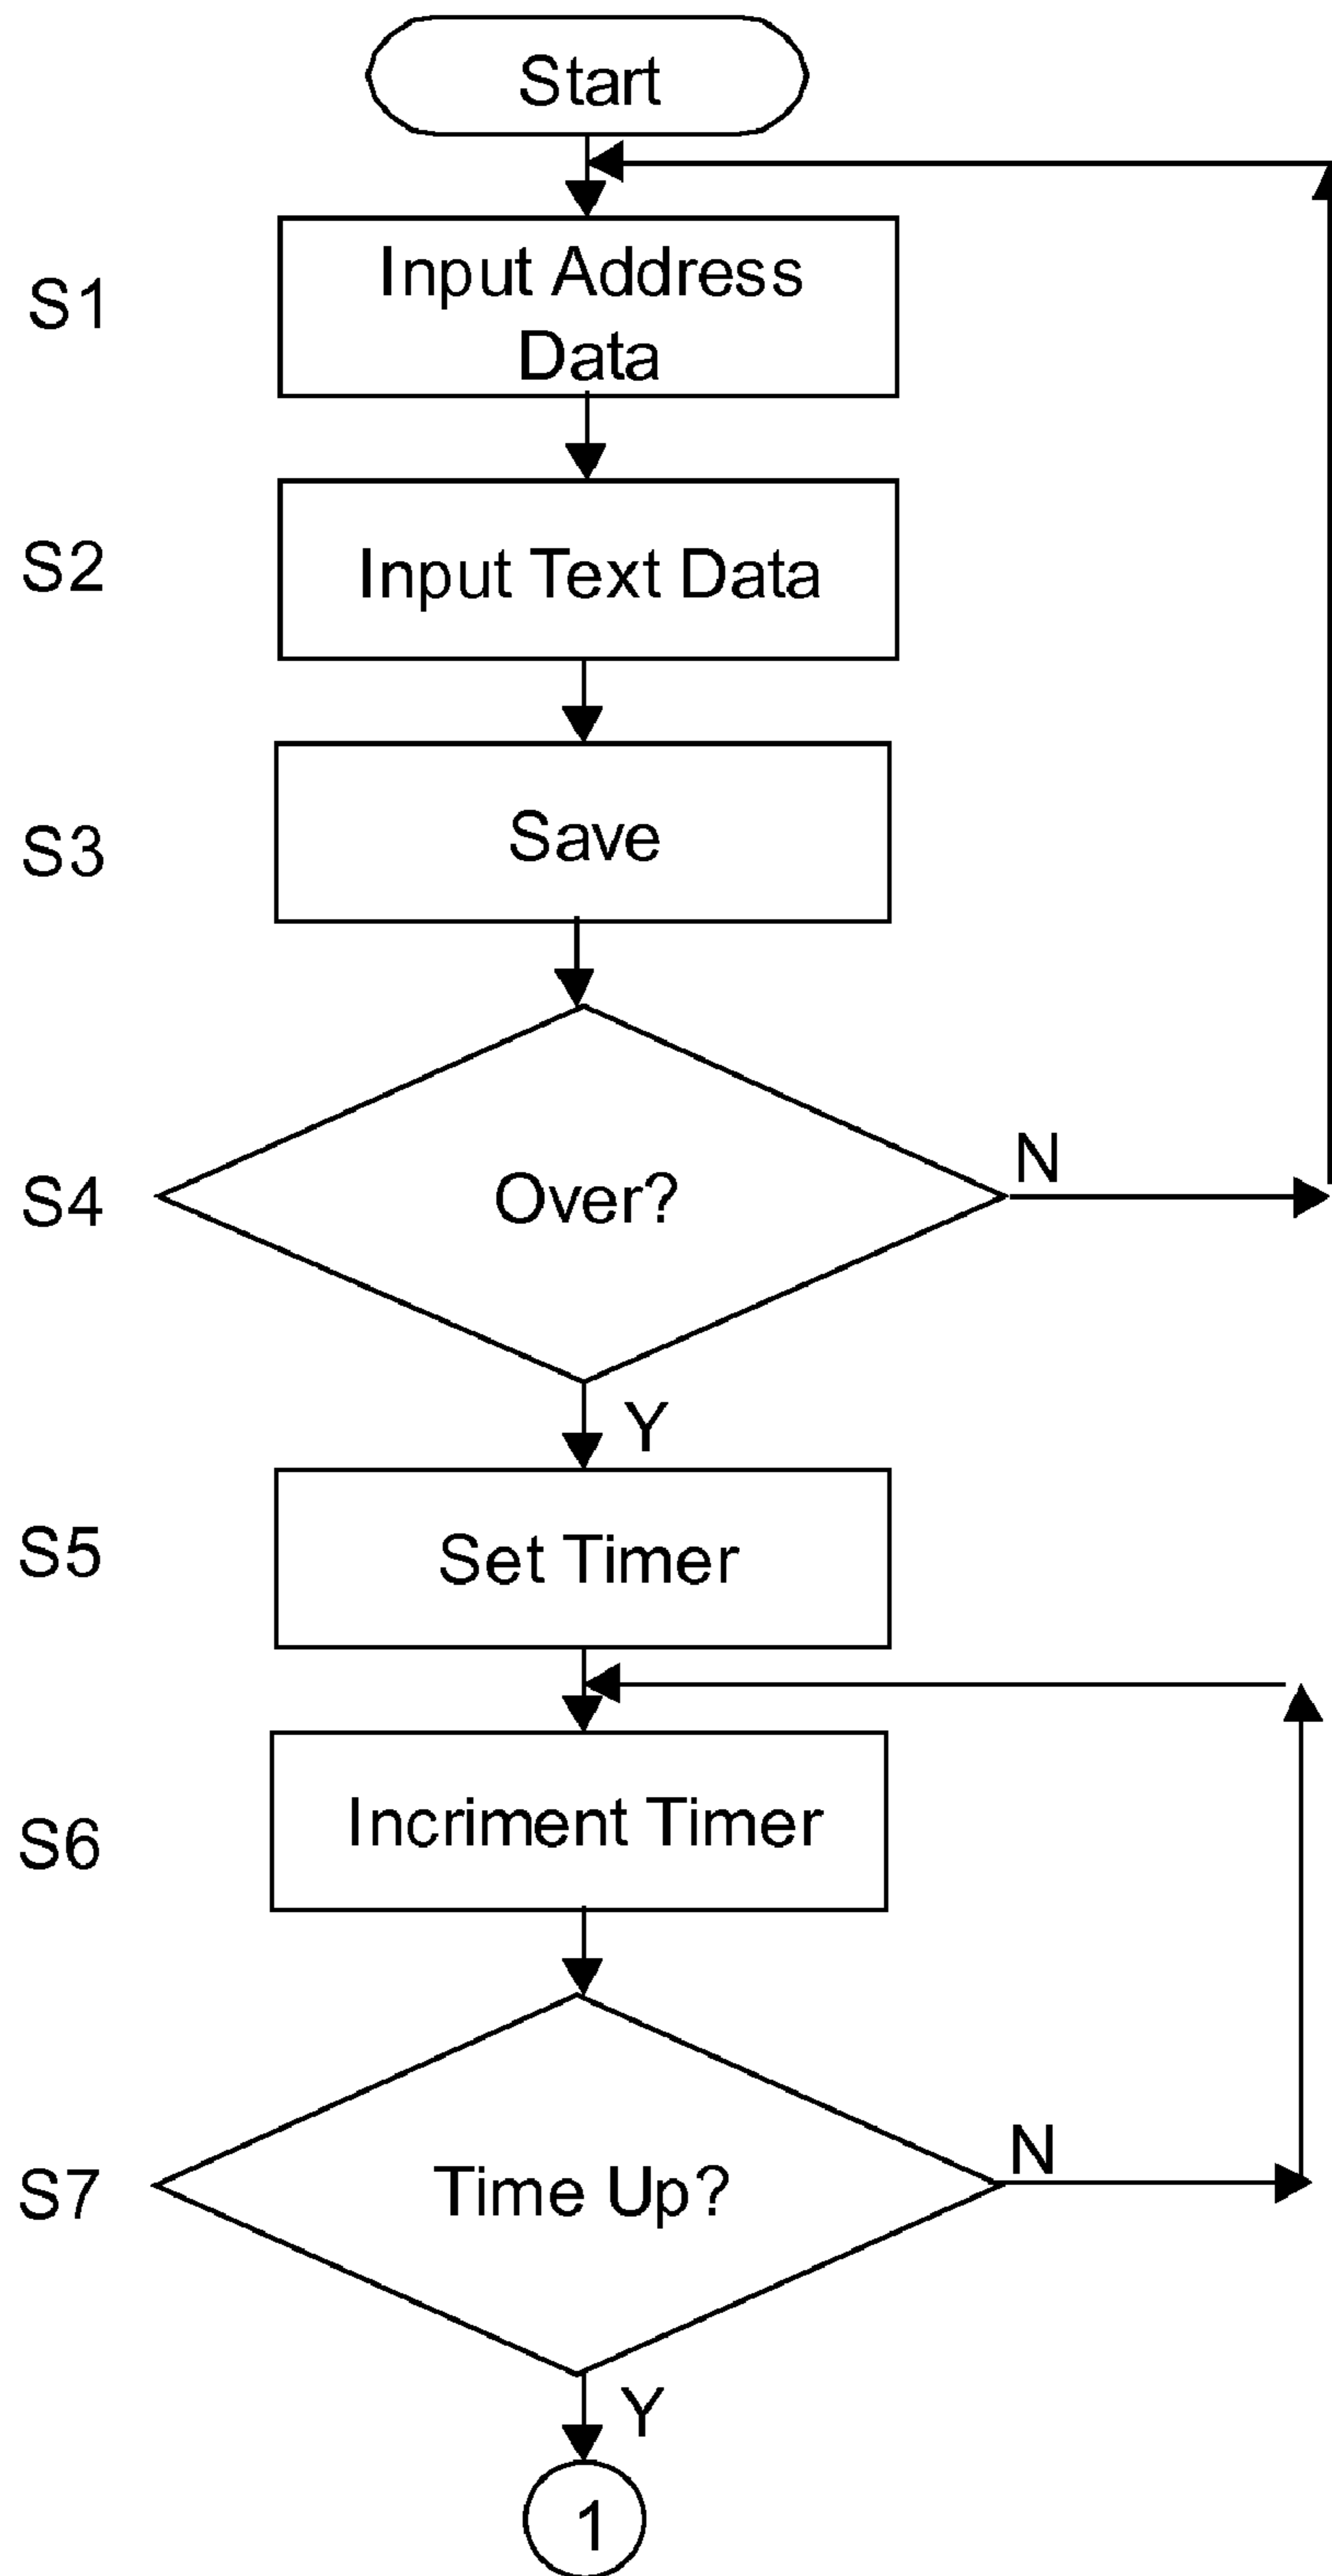 Start
S1
Input Address
Data
S2
Input Text Data
S3
Save
S4
Over?
N
Y
S5
Set Timer
S6
Incriment Timer
S7
Time Up?
N
Y
1